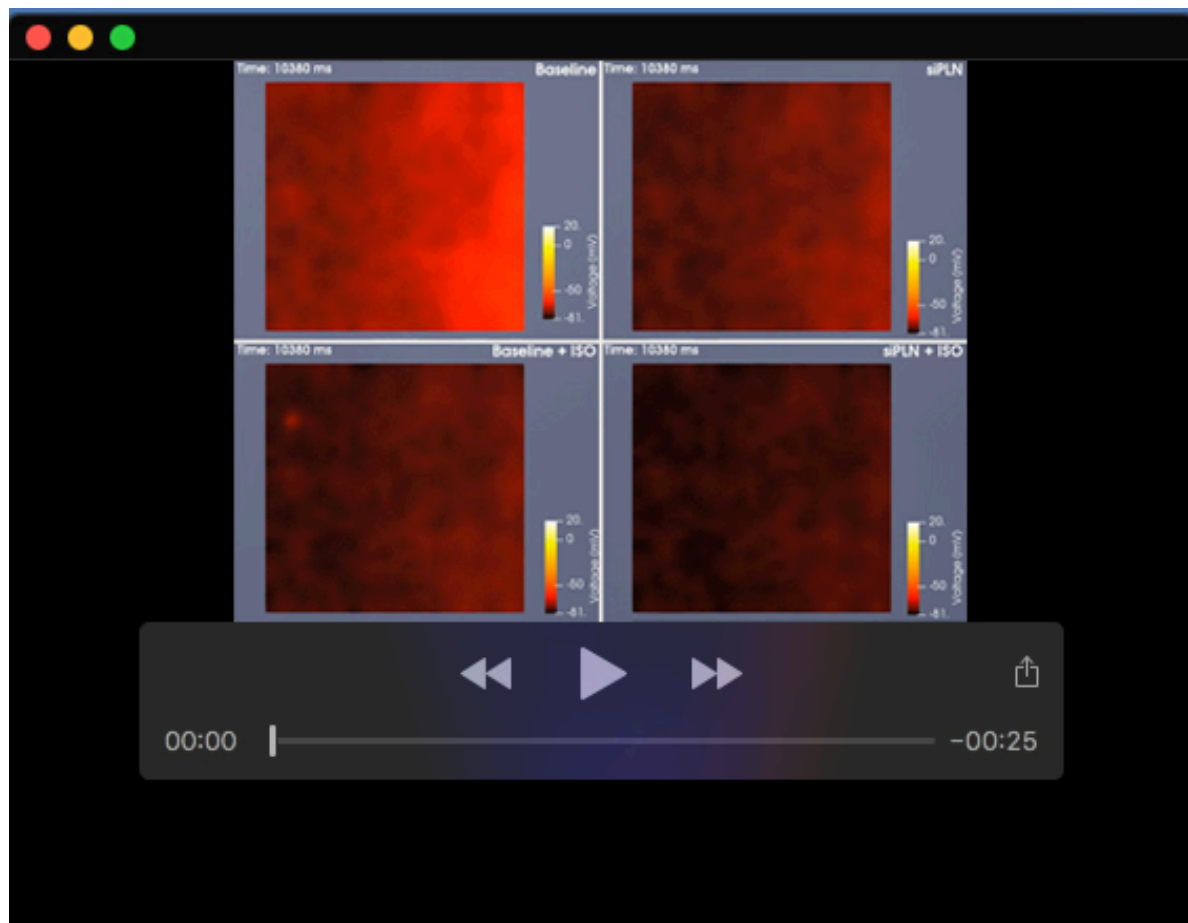 Time: 10380 ms
Baseline
20.
0
-50
-81.
Voltage (mV)
Time: 10380 ms
siPLN
20.
0
-50
-81.
Voltage (mV)
Time: 10380 ms
Baseline + ISO
20.
0
-50
-81.
Voltage (mV)
Time: 10380 ms
siPLN + ISO
20.
0
-50
-81.
Voltage (mV)
00:00
-00:25